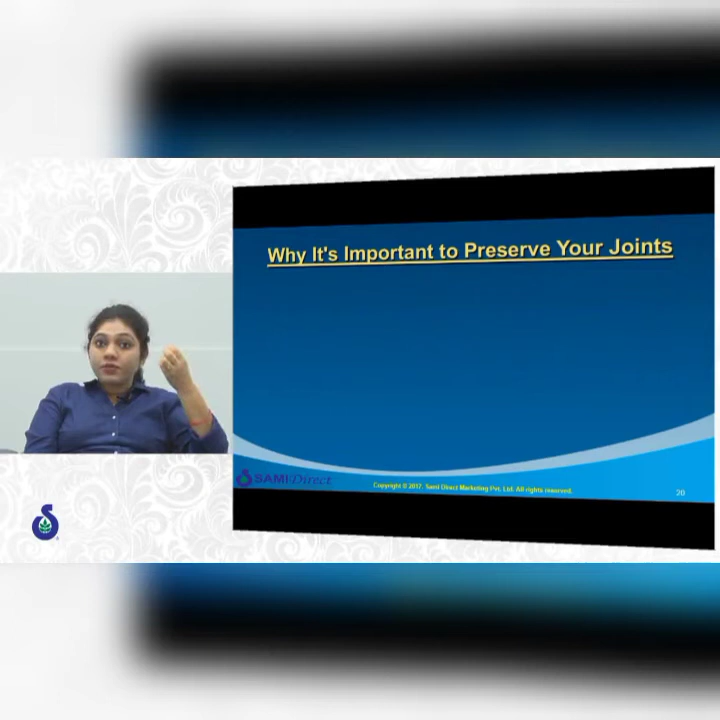 Why It's Important to Preserve Your Joints
SAMI Direct
Copyright © 2017, Sami Direct Marketing Pvt. Ltd. All rights reserved.
20